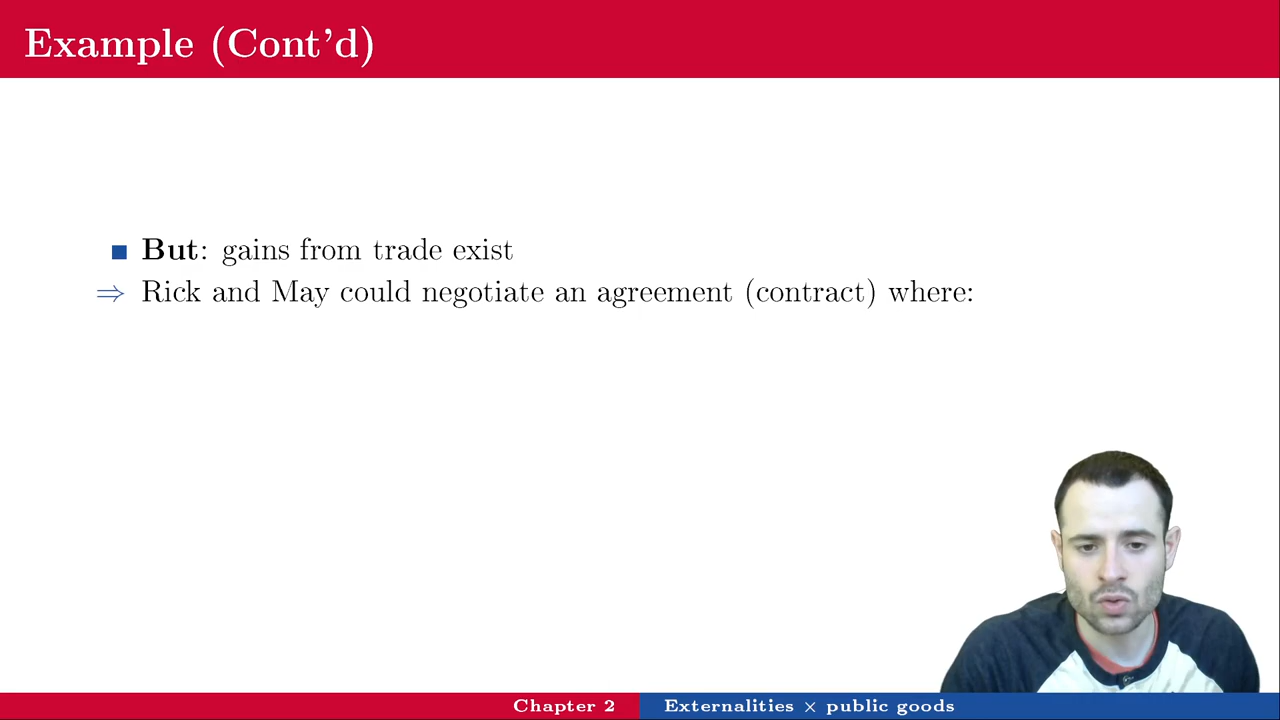 Example (Cont'd)
But: gains from trade exist
⇒ Rick and May could negotiate an agreement (contract) where:
Chapter 2
Externalities × public goods